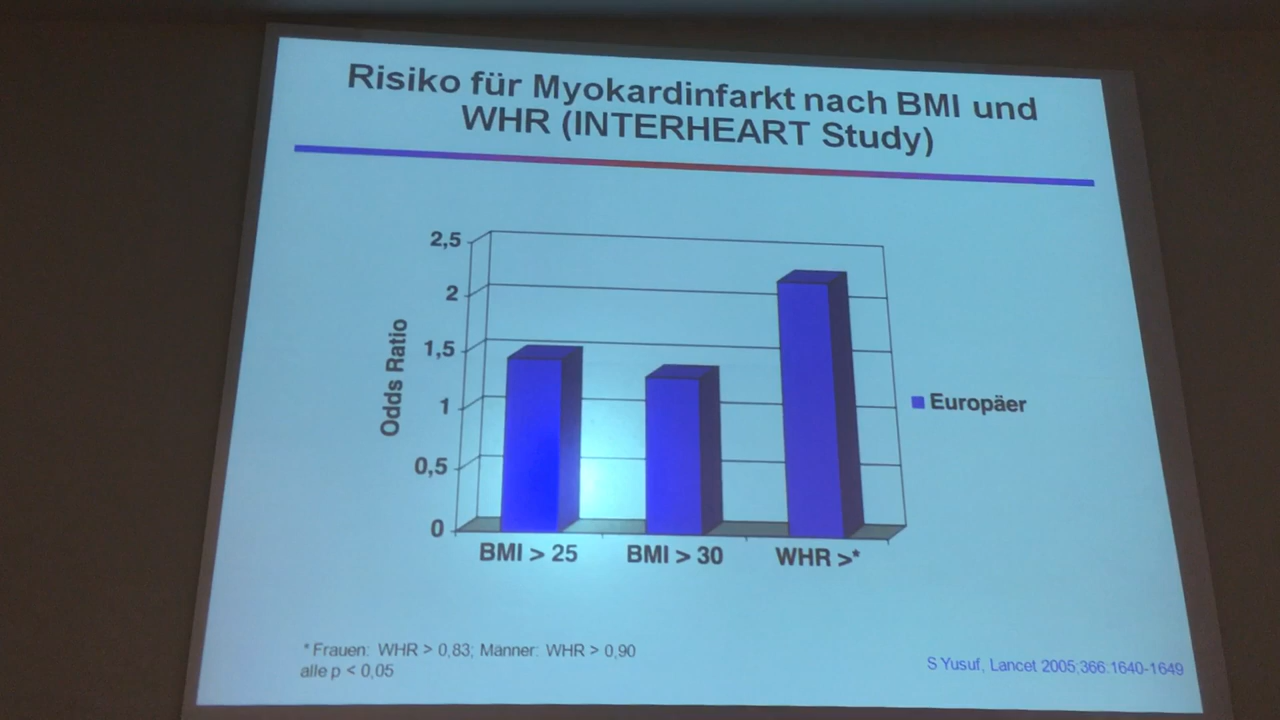 Risiko für Myokardinfarkt nach BMI und
WHR (INTERHEART Study)
2,5
2
1,5
1
0,5
0
Odds Ratio
BMI > 25
BMI > 30
WHR >*
Europäer
* Frauen: WHR > 0,83; Männer: WHR > 0,90
alle p < 0,05
S Yusuf, Lancet 2005;366:1640-1649